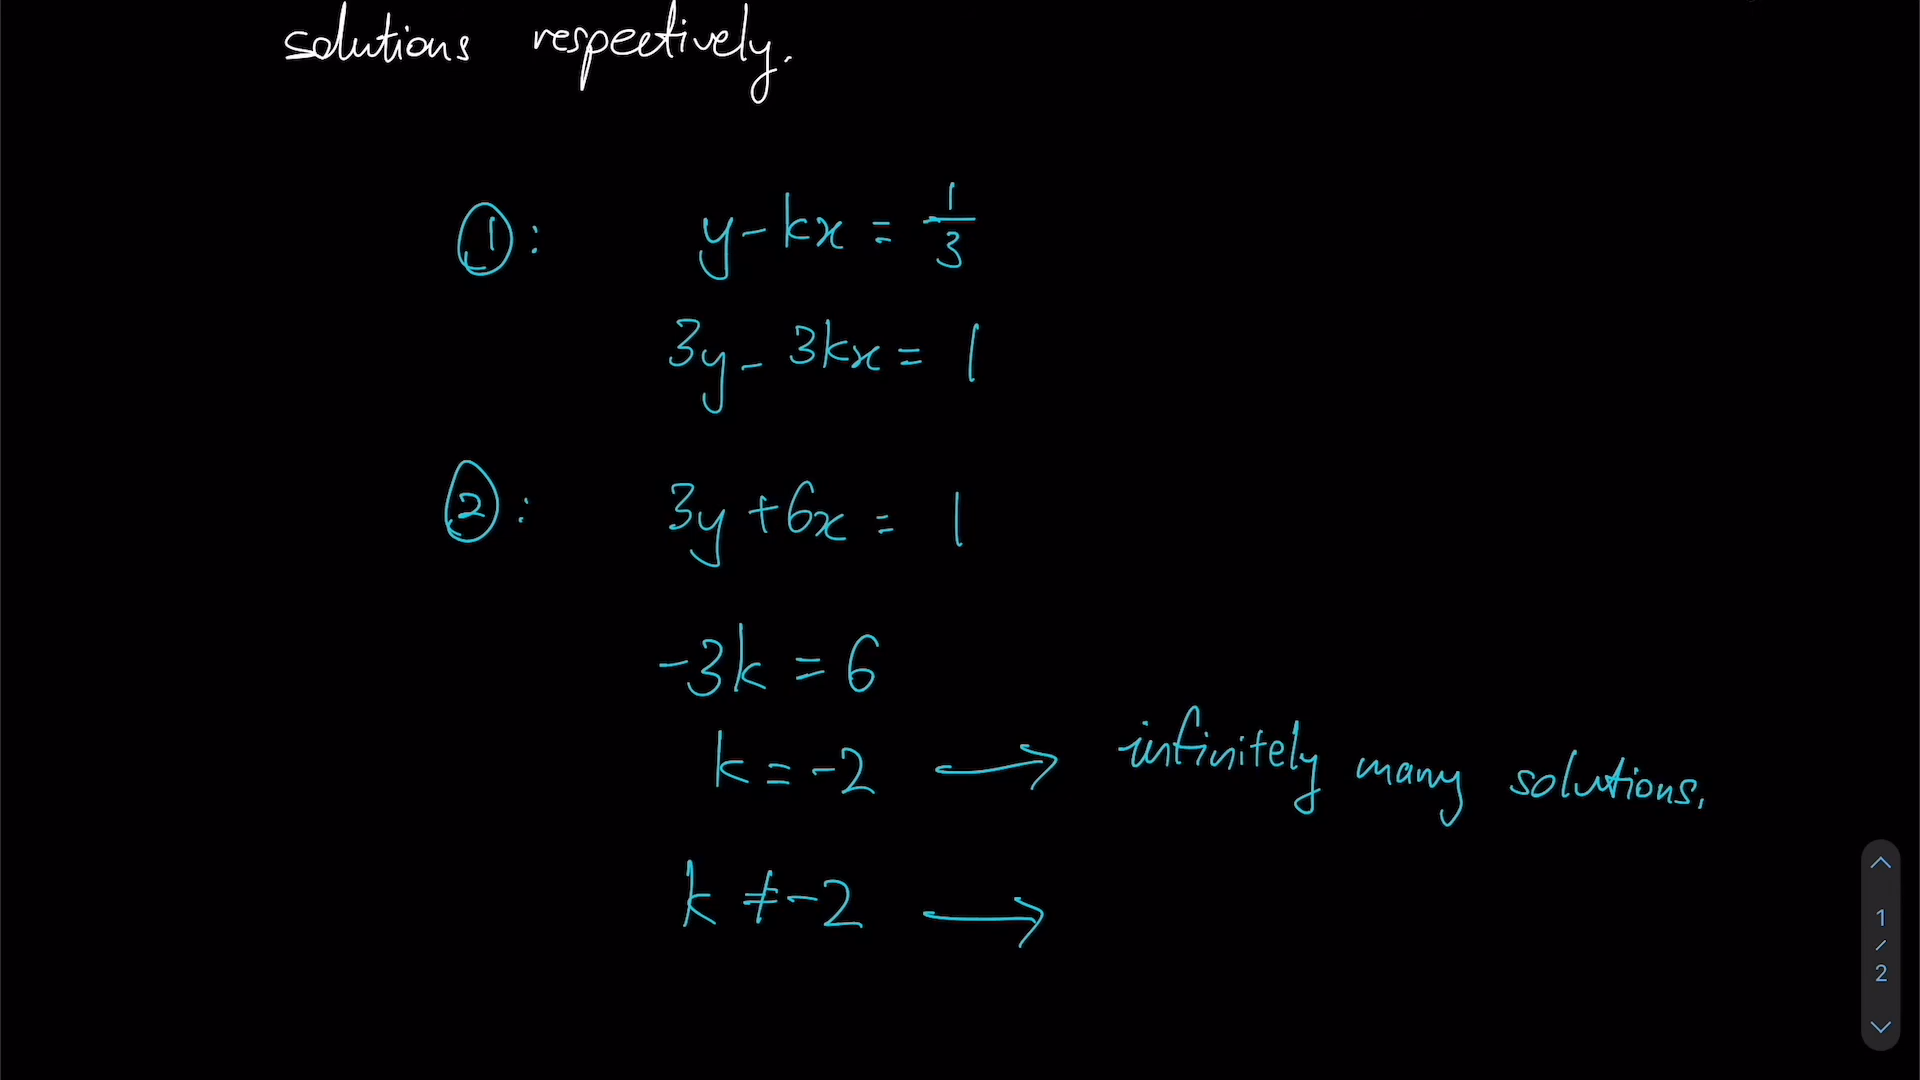 solutions respectively.
①: y - kx = 1/3
3y - 3kx = 1
②: 3y + 6x = 1
-3k = 6
k = -2 → infinitely many solutions.
k ≠ -2 →
1
/
2